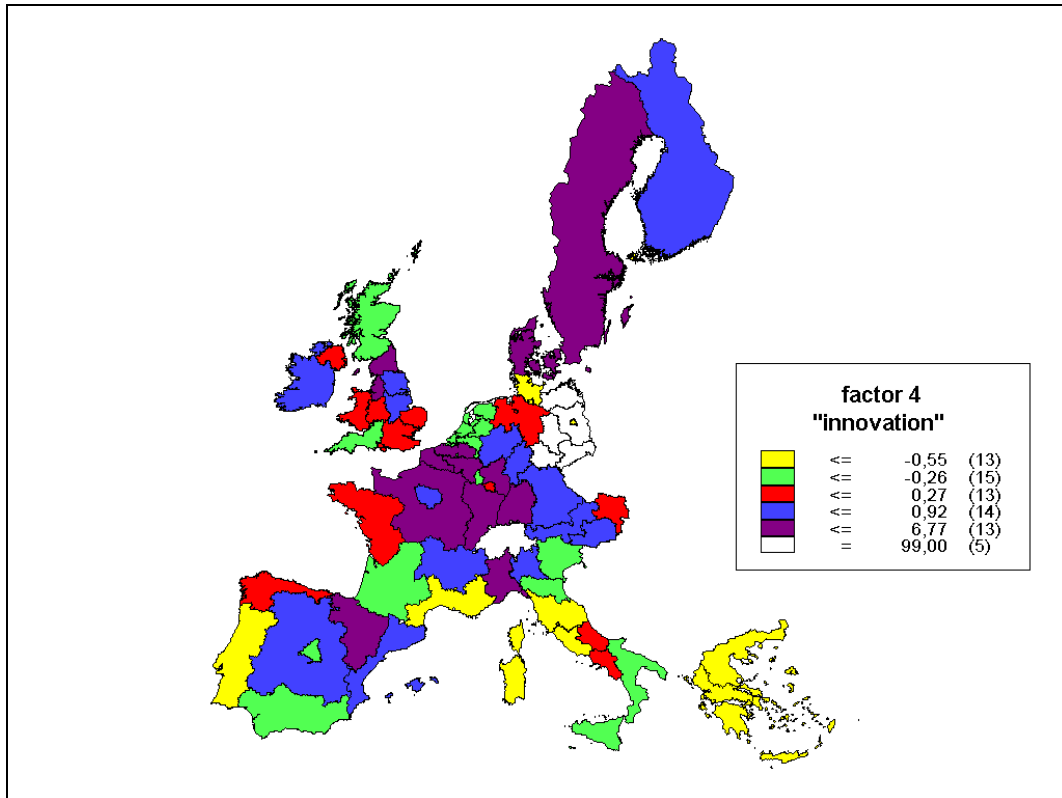 factor 4
"innovation"
<= -0,55 (13)
<= -0,26 (15)
<= 0,27 (13)
<= 0,92 (14)
<= 6,77 (13)
= 99,00 (5)